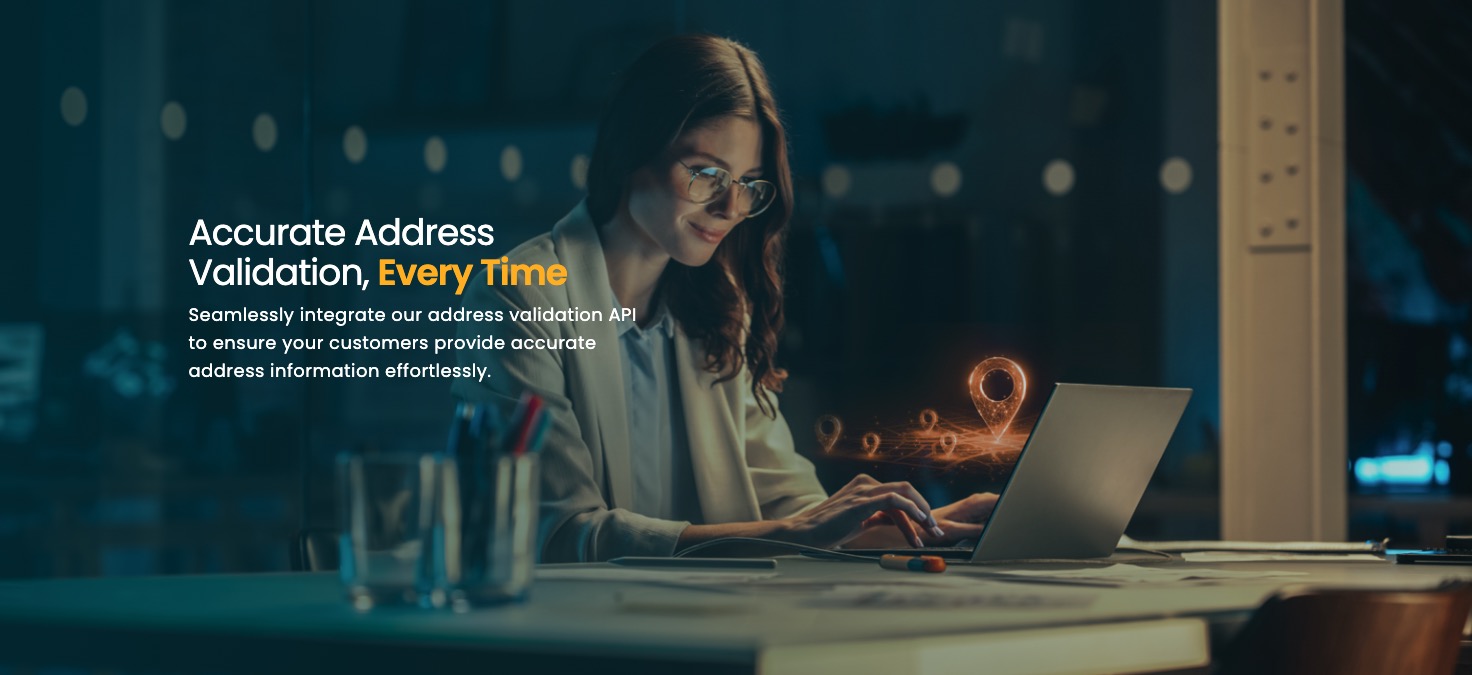 Accurate Address
Validation, Every Time
Seamlessly integrate our address validation API
to ensure your customers provide accurate
address information effortlessly.